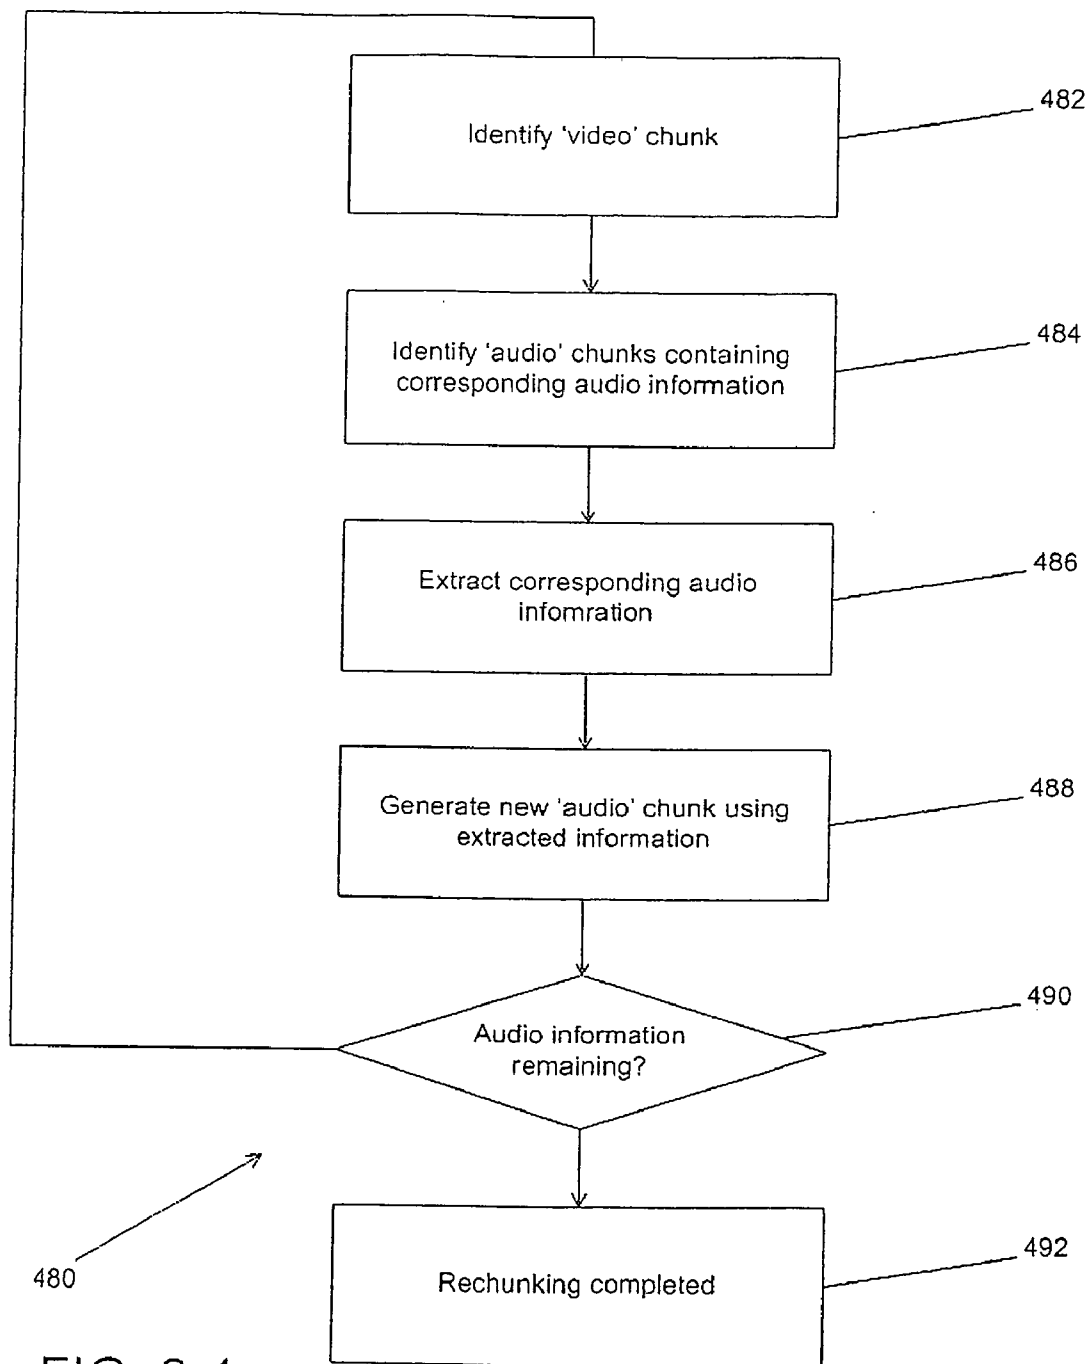 Identify 'video' chunk
482
Identify 'audio' chunks containing
corresponding audio information
484
Extract corresponding audio
infomration
486
Generate new 'audio' chunk using
extracted information
488
Audio information
remaining?
490
Rechunking completed
492
480